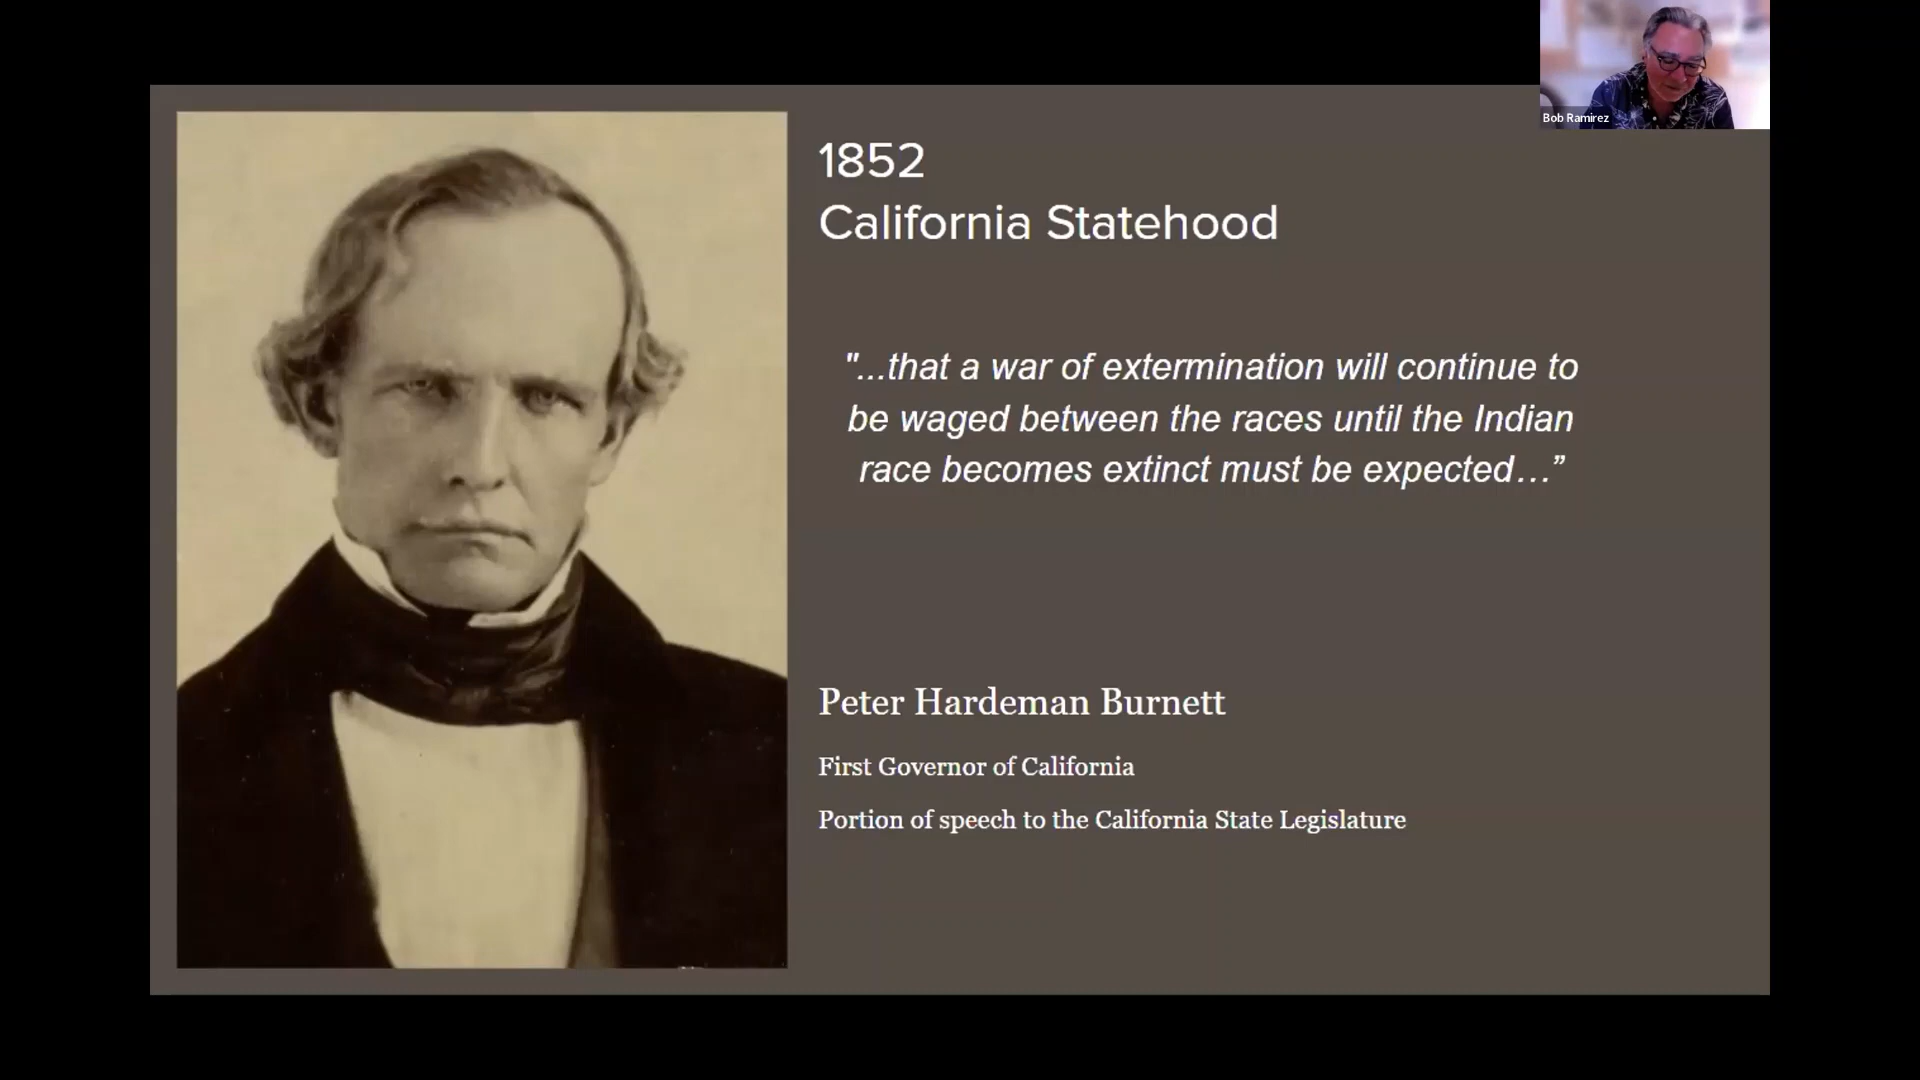 Bob Ramirez
1852
California Statehood
"...that a war of extermination will continue to
be waged between the races until the Indian
race becomes extinct must be expected…”
Peter Hardeman Burnett
First Governor of California
Portion of speech to the California State Legislature